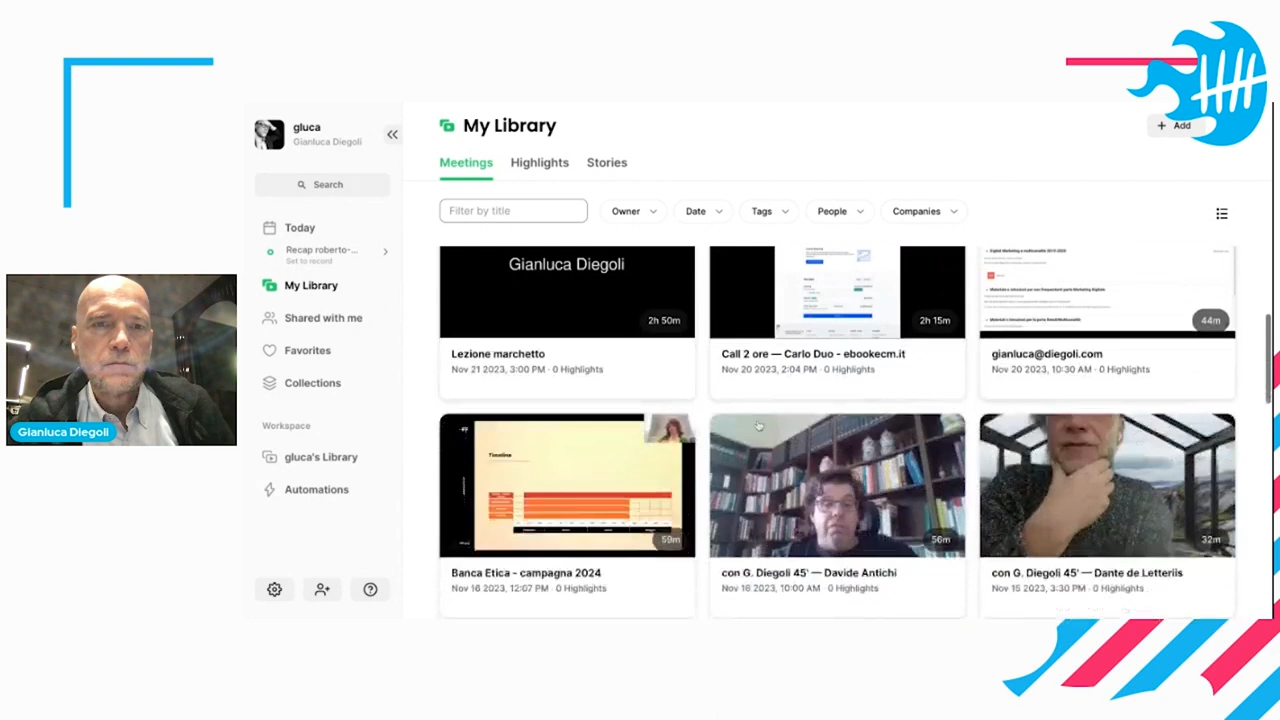 gluca
Gianluca Diegoli
Search
Today
Recap roberto-...
Set to record
My Library
Shared with me
Favorites
Collections
Workspace
gluca's Library
Automations
Gianluca Diegoli
My Library
+ Add
Meetings Highlights Stories
Filter by title
Owner Date Tags People Companies
Gianluca Diegoli
2h 50m
Lezione marchetto
Nov 21 2023, 3:00 PM · 0 Highlights
2h 15m
Call 2 ore — Carlo Duo - ebookecm.it
Nov 20 2023, 2:04 PM · 0 Highlights
44m
gianluca@diegoli.com
Nov 20 2023, 10:30 AM · 0 Highlights
Timeline
59m
Banca Etica - campagna 2024
Nov 16 2023, 12:07 PM · 0 Highlights
56m
con G. Diegoli 45' — Davide Antichi
Nov 16 2023, 10:00 AM · 0 Highlights
32m
con G. Diegoli 45' — Dante de Letteriis
Nov 15 2023, 3:30 PM · 0 Highlights